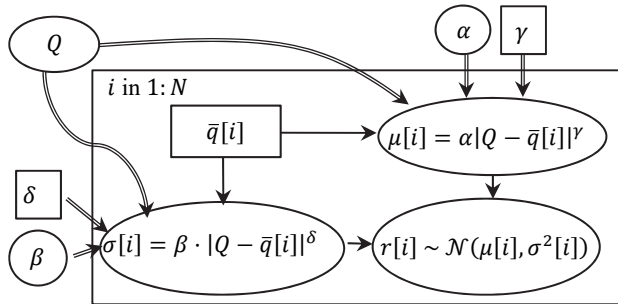 Q
α
γ
i in 1: N
q̄[i]
μ[i] = α|Q − q̄[i]|^γ
δ
β
σ[i] = β · |Q − q̄[i]|^δ
r[i] ~ 𝒩(μ[i], σ²[i])